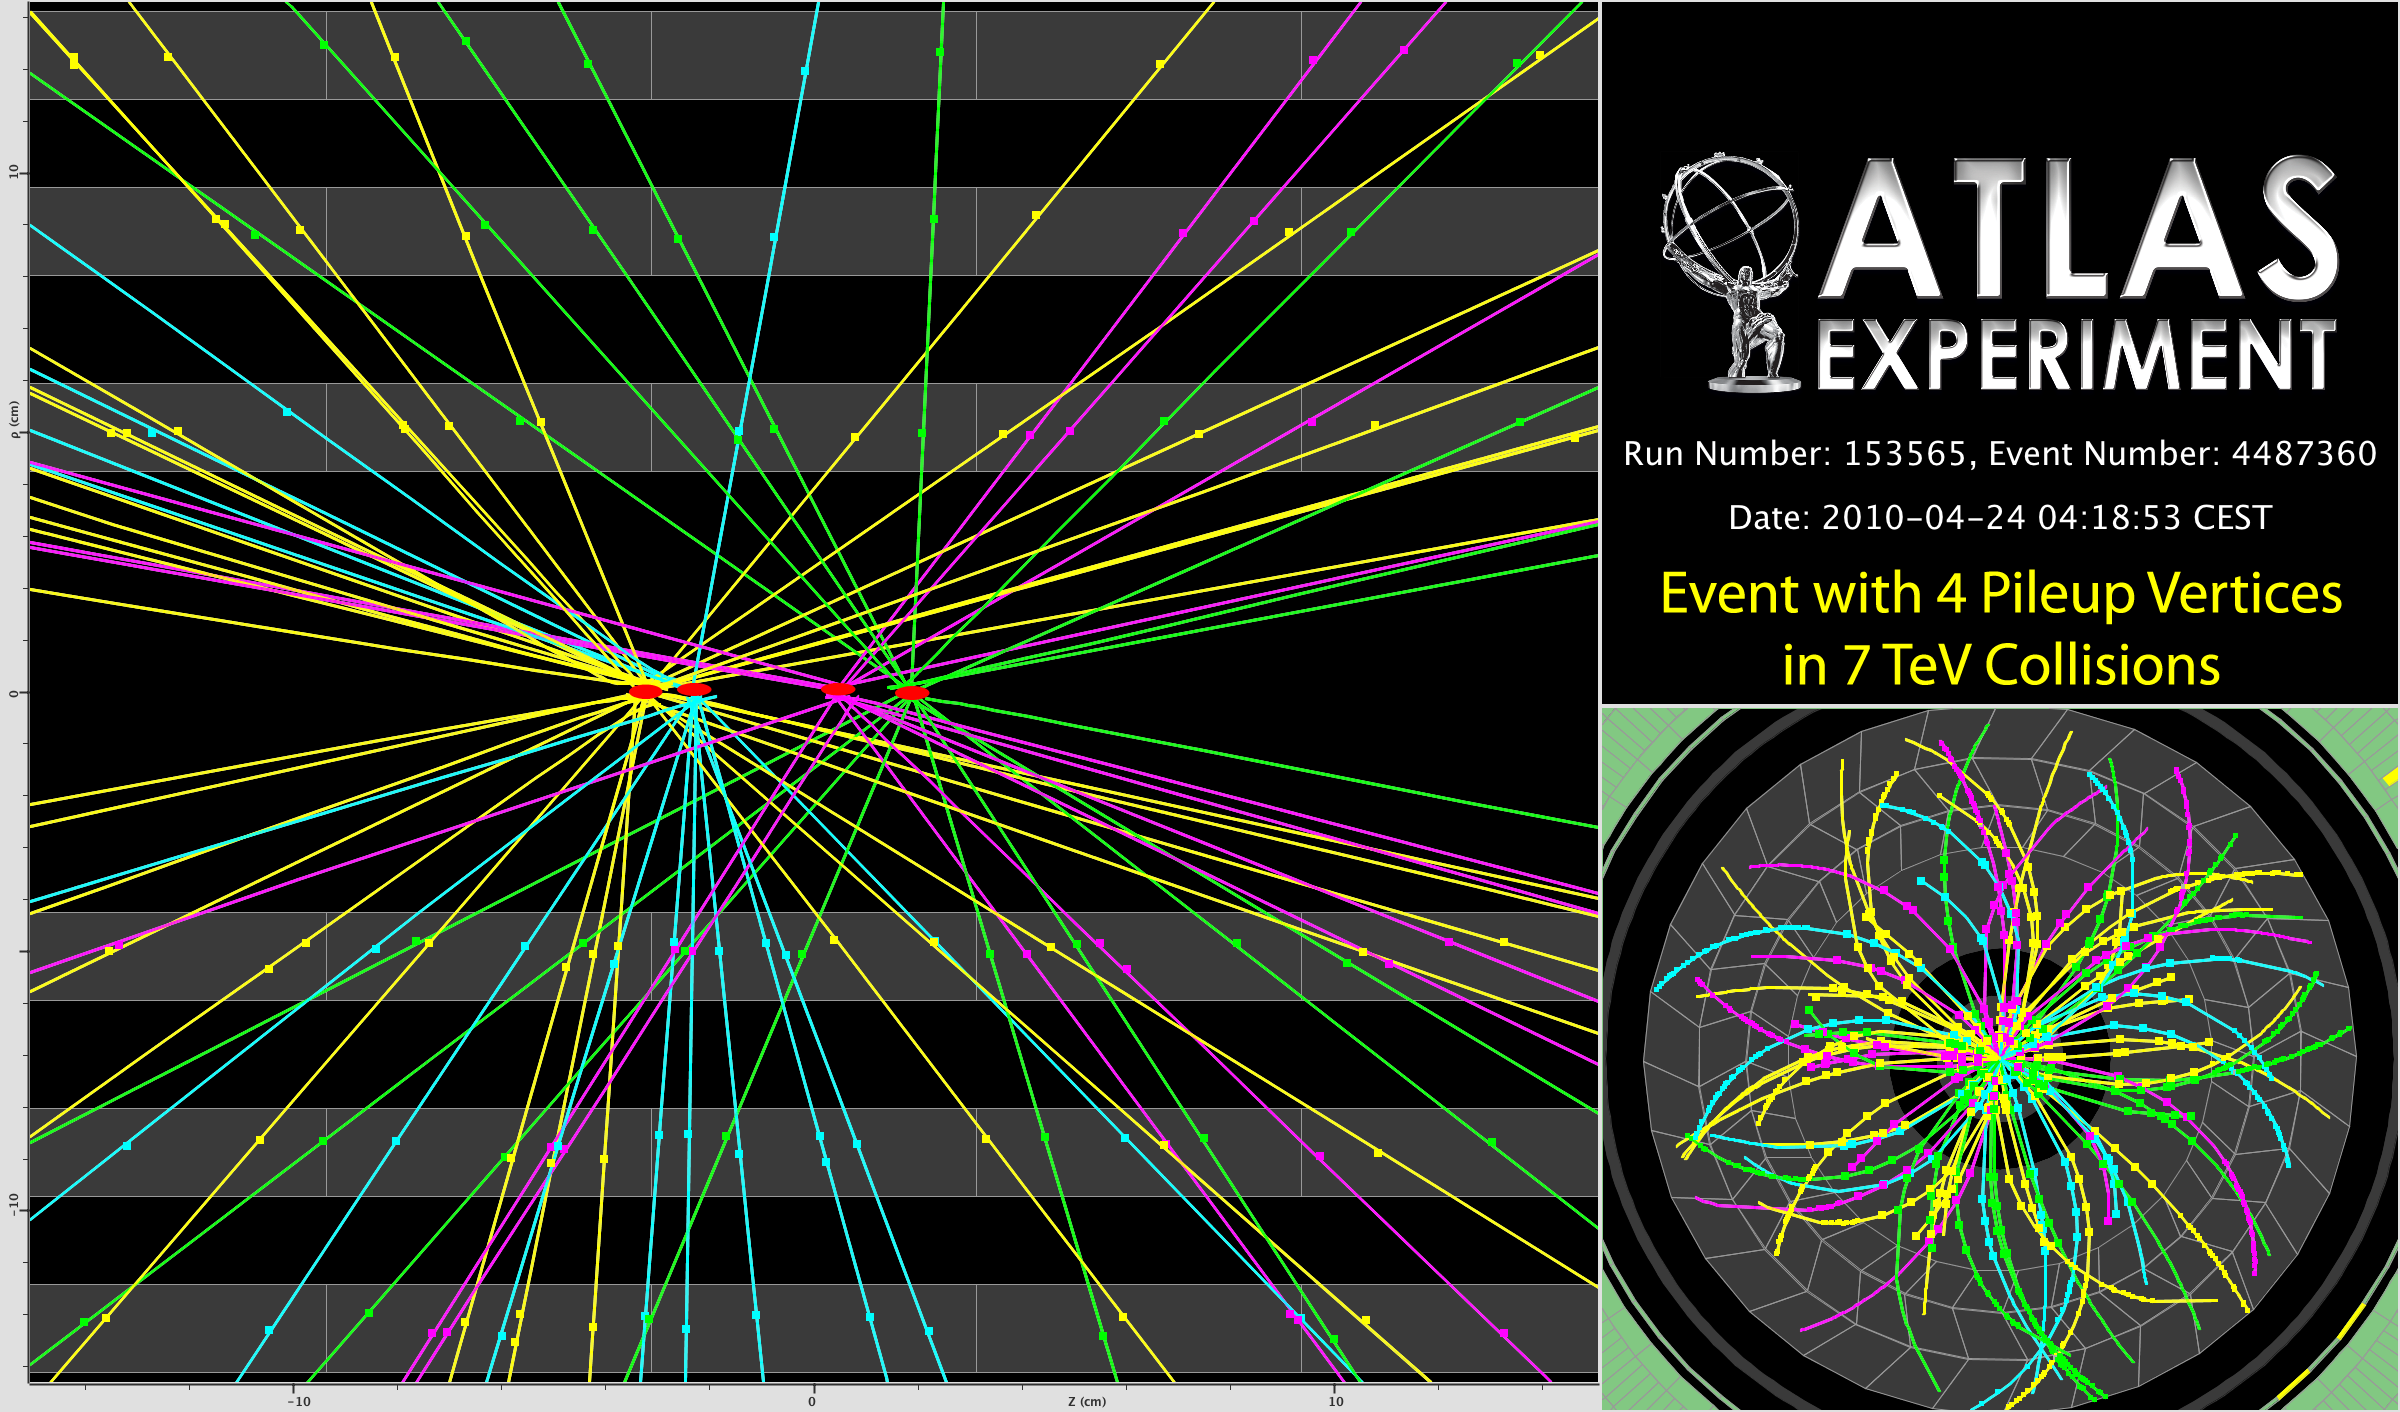 10
ρ (cm)
0
-10
-10
0
Z (cm)
10
ATLAS
EXPERIMENT
Run Number: 153565, Event Number: 4487360
Date: 2010-04-24 04:18:53 CEST
Event with 4 Pileup Vertices
in 7 TeV Collisions